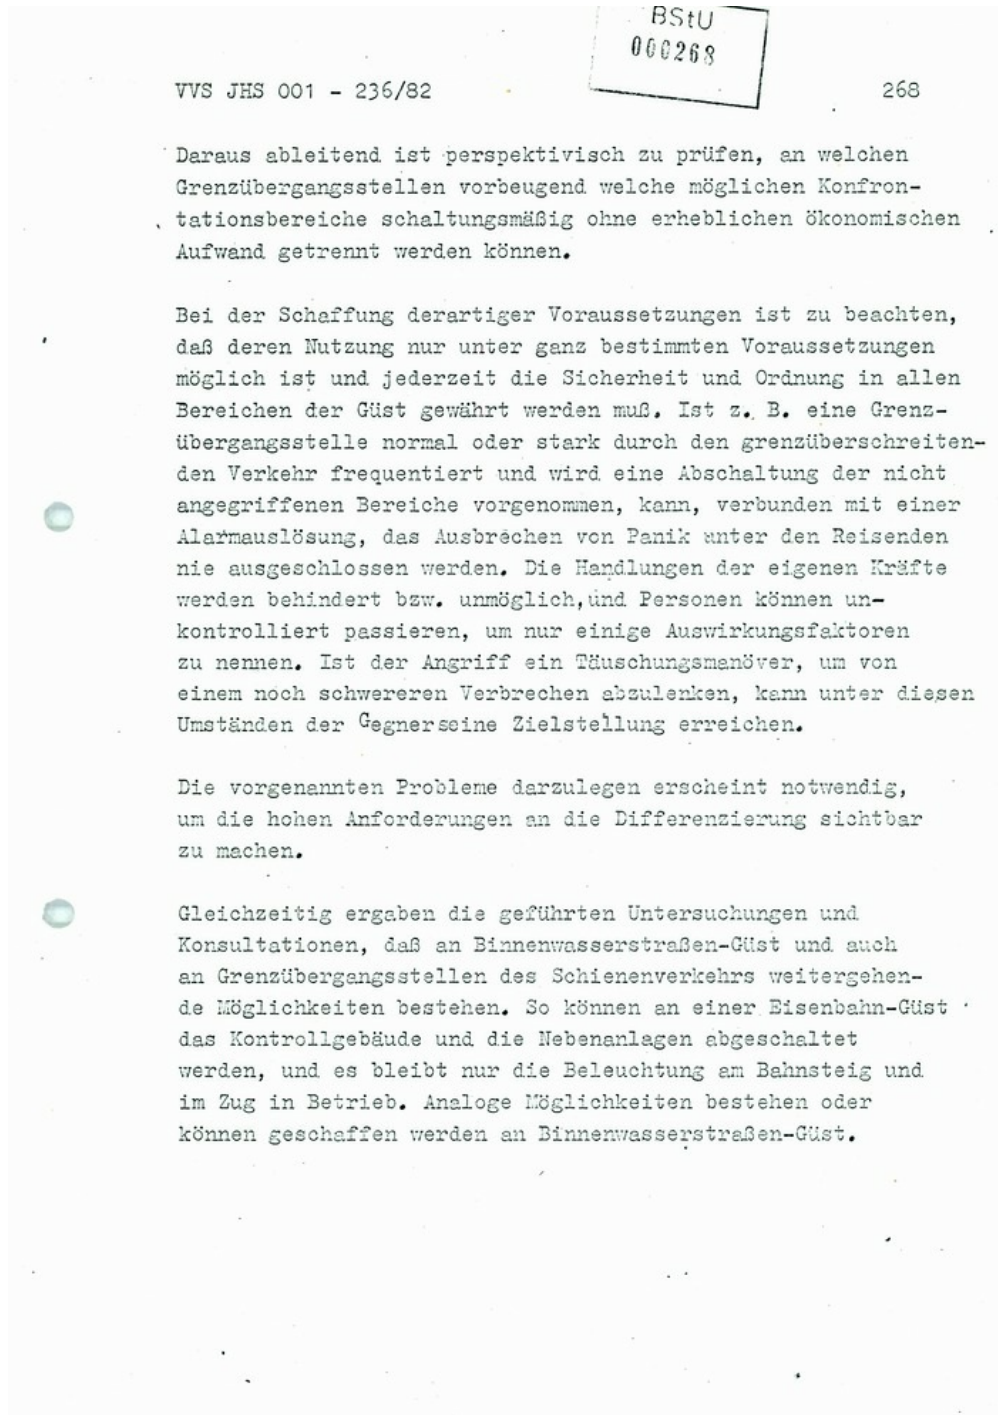 BStU
000268
VVS JHS 001 - 236/82 268
Daraus ableitend ist perspektivisch zu prüfen, an welchen
Grenzübergangsstellen vorbeugend welche möglichen Konfron-
tationsbereiche schaltungsmäßig ohne erheblichen ökonomischen
Aufwand getrennt werden können.
Bei der Schaffung derartiger Voraussetzungen ist zu beachten,
daß deren Nutzung nur unter ganz bestimmten Voraussetzungen
möglich ist und jederzeit die Sicherheit und Ordnung in allen
Bereichen der Güst gewährt werden muß. Ist z. B. eine Grenz-
übergangsstelle normal oder stark durch den grenzüberschreiten-
den Verkehr frequentiert und wird eine Abschaltung der nicht
angegriffenen Bereiche vorgenommen, kann, verbunden mit einer
Alarmauslösung, das Ausbrechen von Panik unter den Reisenden
nie ausgeschlossen werden. Die Handlungen der eigenen Kräfte
werden behindert bzw. unmöglich, und Personen können un-
kontrolliert passieren, um nur einige Auswirkungsfaktoren
zu nennen. Ist der Angriff ein Täuschungsmanöver, um von
einem noch schwereren Verbrechen abzulenken, kann unter diesen
Umständen der Gegner seine Zielstellung erreichen.
Die vorgenannten Probleme darzulegen erscheint notwendig,
um die hohen Anforderungen an die Differenzierung sichtbar
zu machen.
Gleichzeitig ergaben die geführten Untersuchungen und
Konsultationen, daß an Binnenwasserstraßen-Güst und auch
an Grenzübergangsstellen des Schienenverkehrs weitergehen-
de Möglichkeiten bestehen. So können an einer Eisenbahn-Güst
das Kontrollgebäude und die Nebenanlagen abgeschaltet
werden, und es bleibt nur die Beleuchtung am Bahnsteig und
im Zug in Betrieb. Analoge Möglichkeiten bestehen oder
können geschaffen werden an Binnenwasserstraßen-Güst.